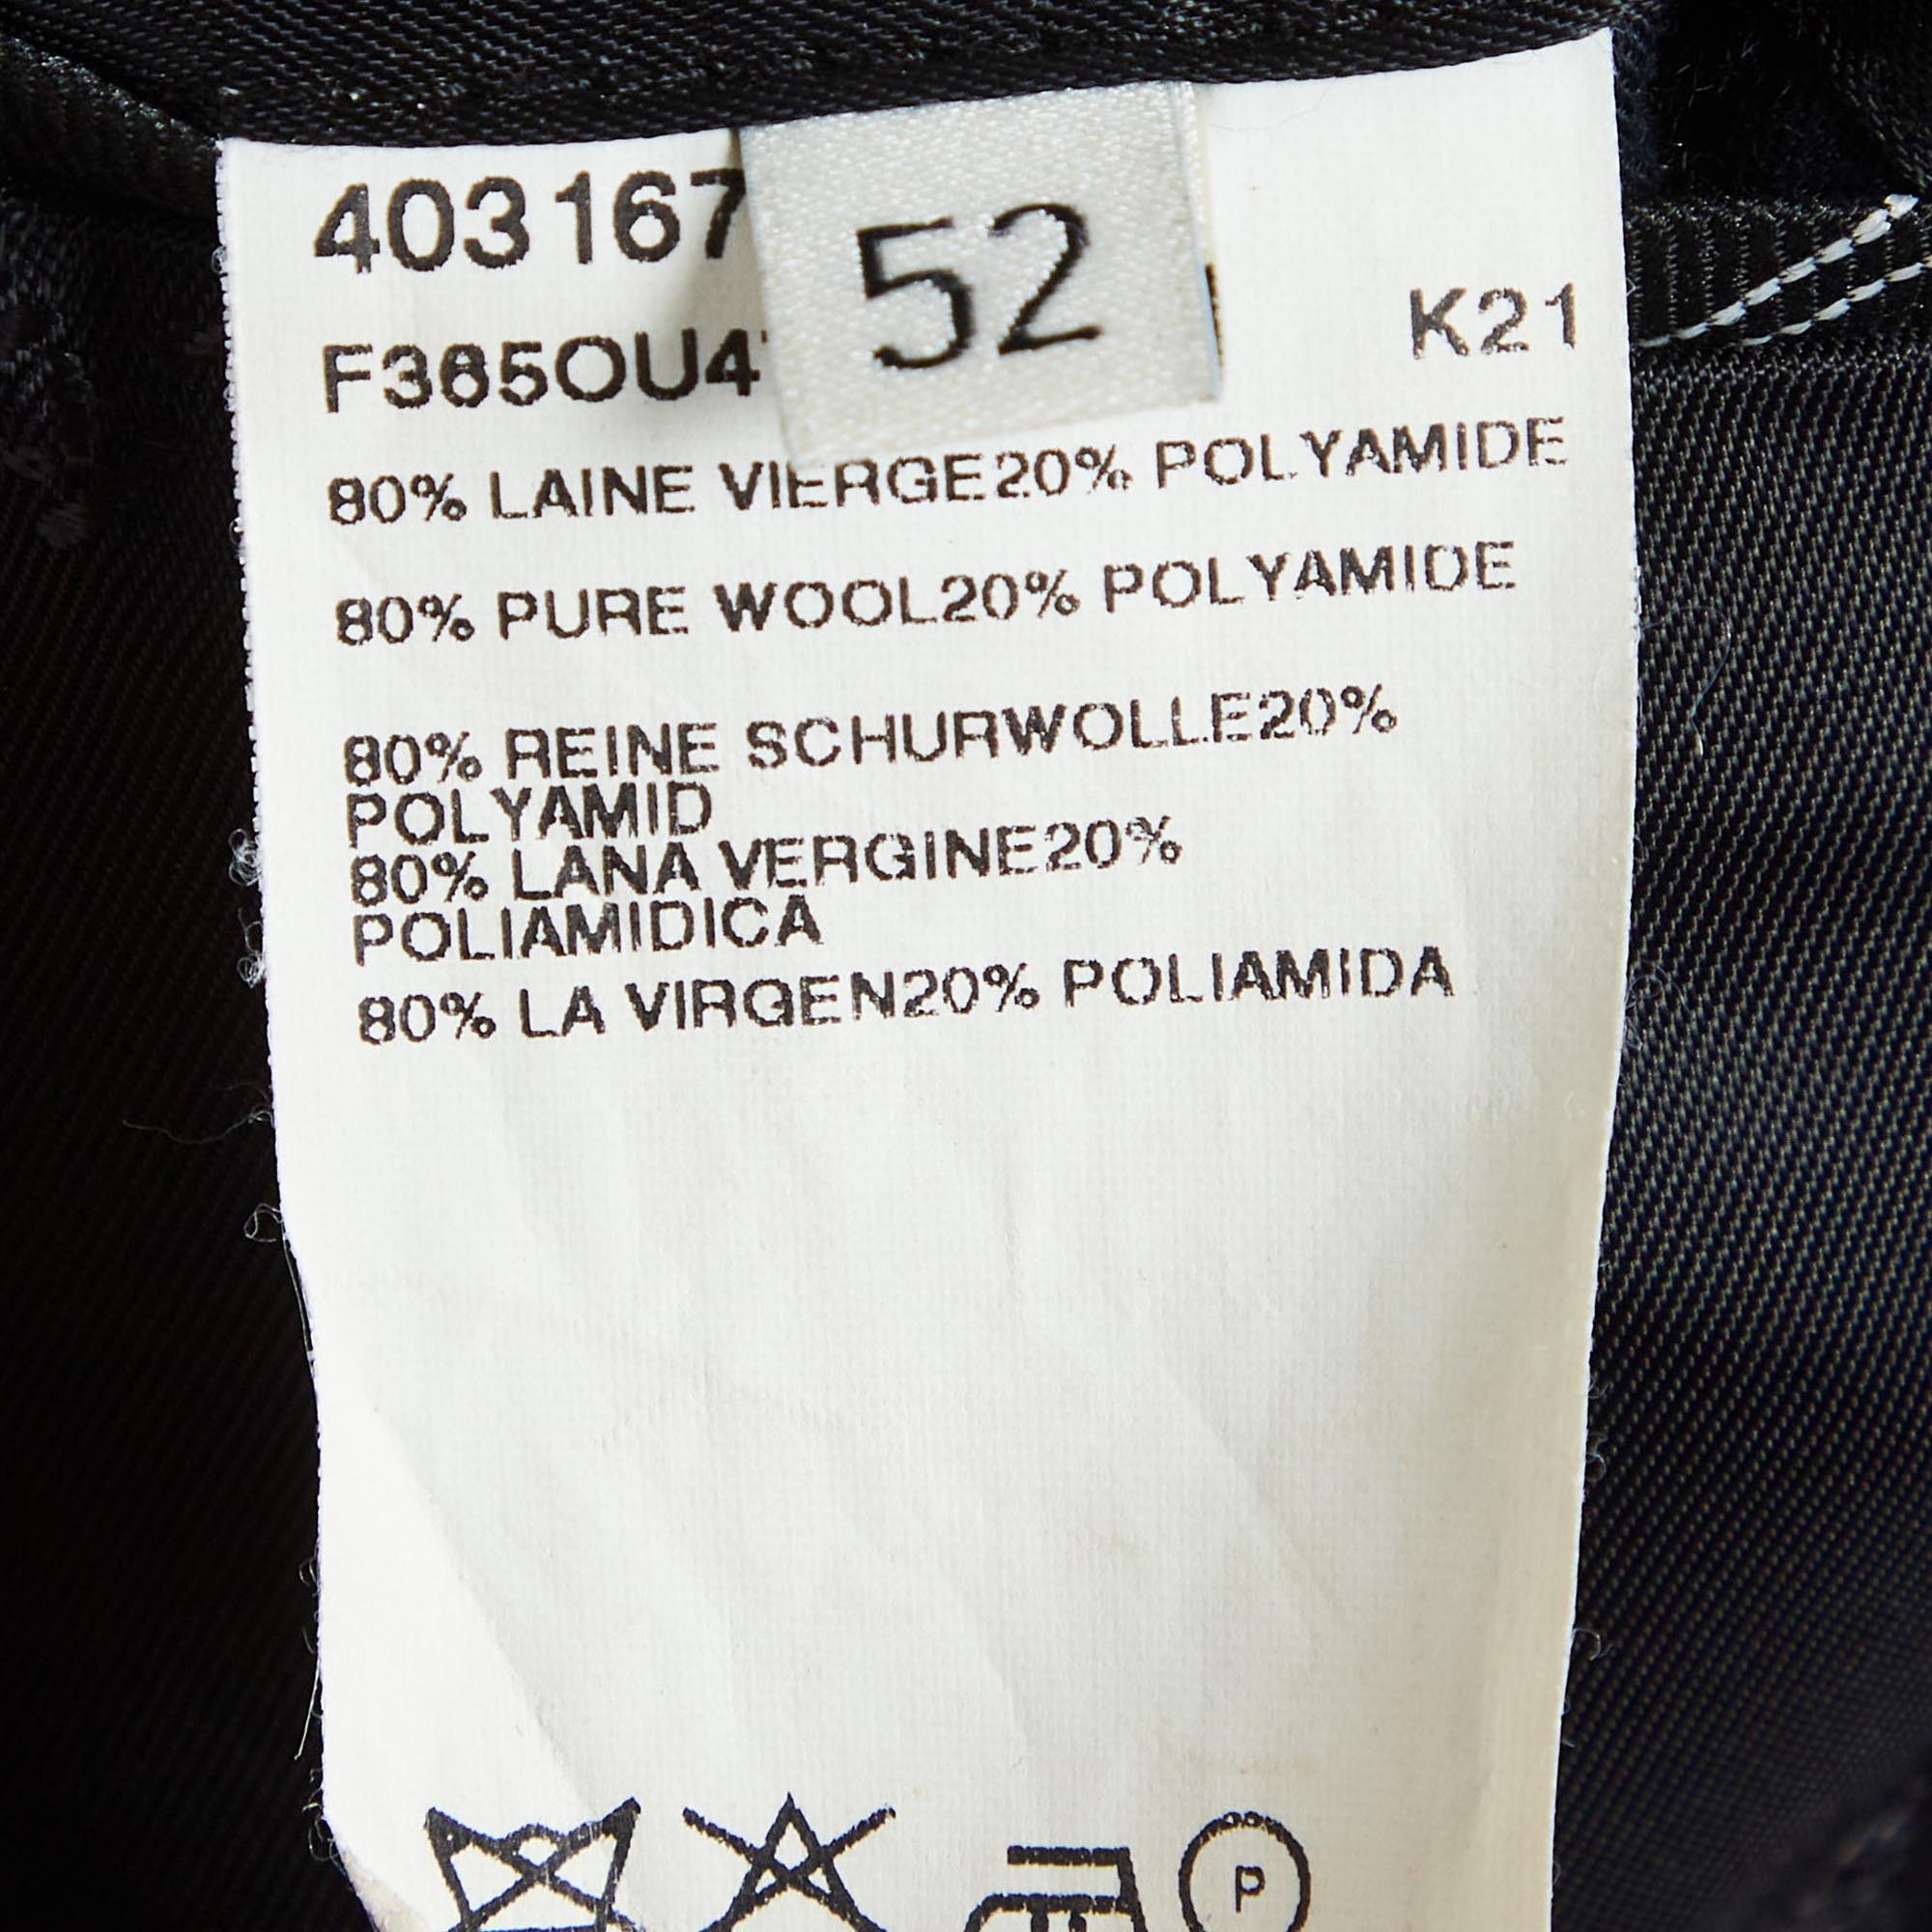 403167
52
K21
F365OU4
80% LAINE VIERGE20% POLYAMIDE
80% PURE WOOL20% POLYAMIDE
80% REINE SCHURWOLLE20%
POLYAMID
80% LANA VERGINE20%
POLIAMIDICA
80% LA VIRGEN20% POLIAMIDA
P